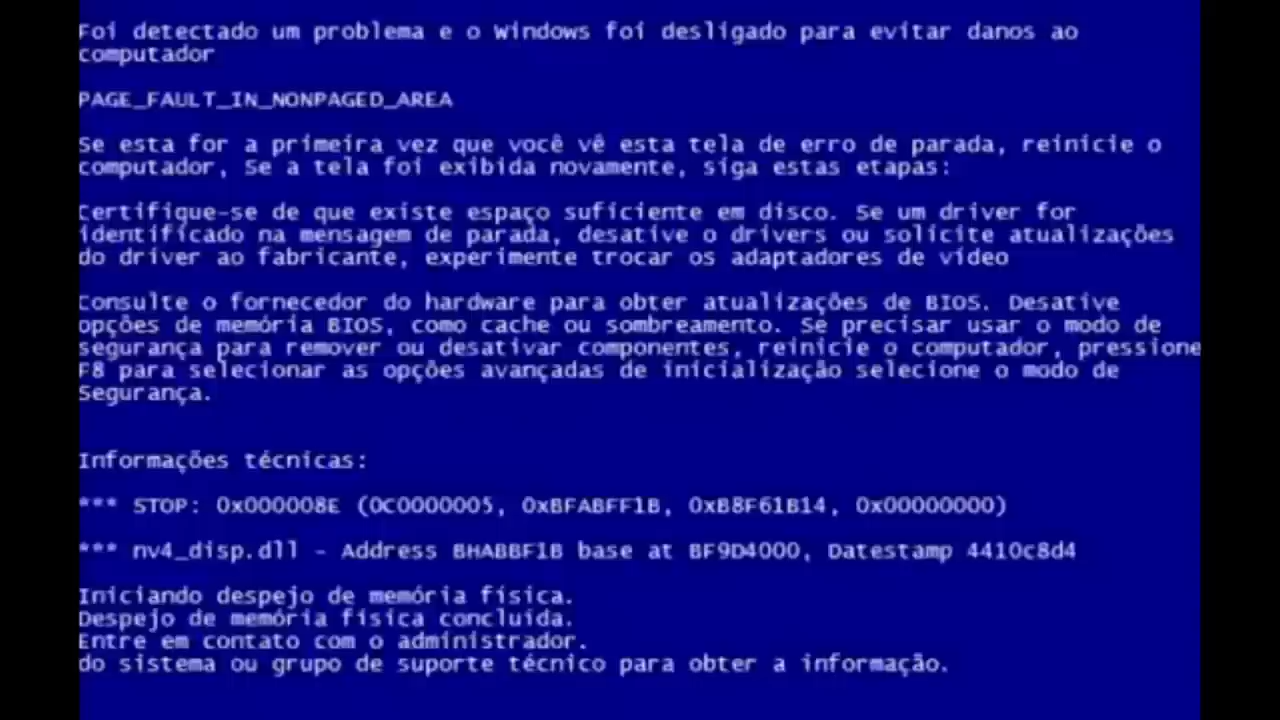 Foi detectado um problema e o Windows foi desligado para evitar danos ao
computador
PAGE_FAULT_IN_NONPAGED_AREA
Se esta for a primeira vez que você vê esta tela de erro de parada, reinicie o
computador, Se a tela foi exibida novamente, siga estas etapas:
Certifique-se de que existe espaço suficiente em disco. Se um driver for
identificado na mensagem de parada, desative o drivers ou solicite atualizações
do driver ao fabricante, experimente trocar os adaptadores de vídeo
Consulte o fornecedor do hardware para obter atualizações de BIOS. Desative
opções de memória BIOS, como cache ou sombreamento. Se precisar usar o modo de
segurança para remover ou desativar componentes, reinicie o computador, pressione
F8 para selecionar as opções avançadas de inicialização selecione o modo de
Segurança.
Informações técnicas:
*** STOP: 0x000008E (0C0000005, 0xBFABFF1B, 0xB8F61B14, 0x00000000)
*** nv4_disp.dll - Address BHABBF1B base at BF9D4000, Datestamp 4410c8d4
Iniciando despejo de memória física.
Despejo de memória física concluída.
Entre em contato com o administrador.
do sistema ou grupo de suporte técnico para obter a informação.